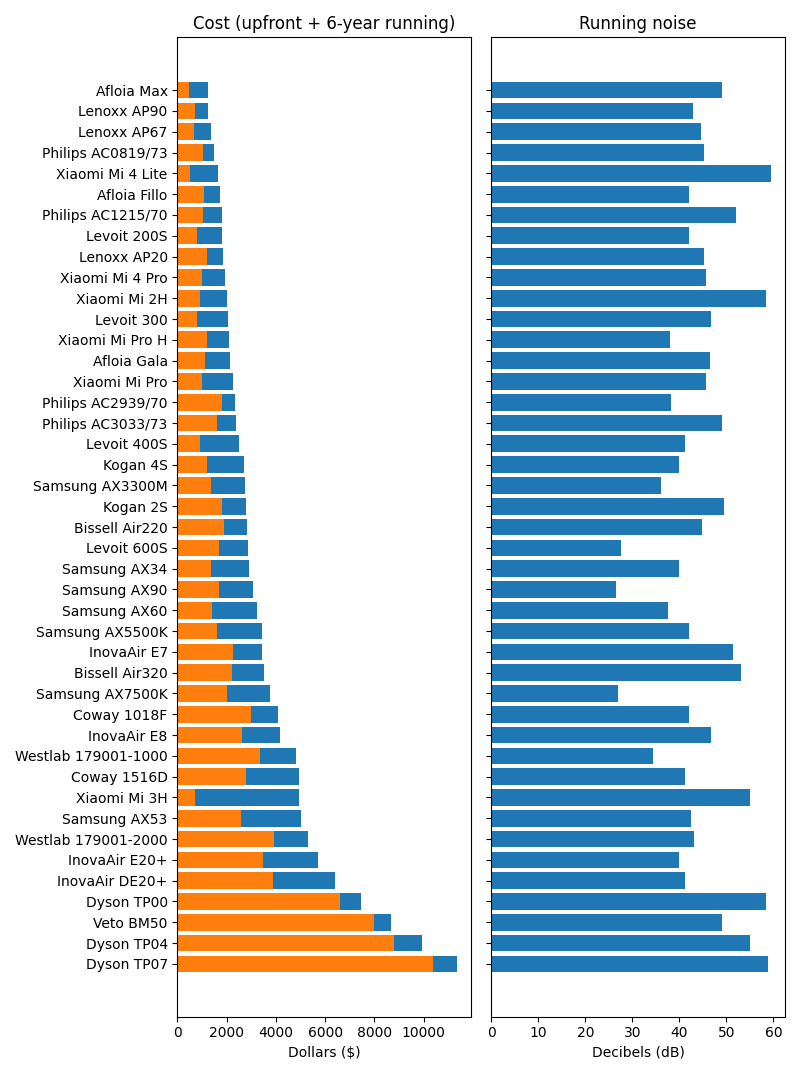 Cost (upfront + 6-year running)
Running noise
Afloia Max
Lenoxx AP90
Lenoxx AP67
Philips AC0819/73
Xiaomi Mi 4 Lite
Afloia Fillo
Philips AC1215/70
Levoit 200S
Lenoxx AP20
Xiaomi Mi 4 Pro
Xiaomi Mi 2H
Levoit 300
Xiaomi Mi Pro H
Afloia Gala
Xiaomi Mi Pro
Philips AC2939/70
Philips AC3033/73
Levoit 400S
Kogan 4S
Samsung AX3300M
Kogan 2S
Bissell Air220
Levoit 600S
Samsung AX34
Samsung AX90
Samsung AX60
Samsung AX5500K
InovaAir E7
Bissell Air320
Samsung AX7500K
Coway 1018F
InovaAir E8
Westlab 179001-1000
Coway 1516D
Xiaomi Mi 3H
Samsung AX53
Westlab 179001-2000
InovaAir E20+
InovaAir DE20+
Dyson TP00
Veto BM50
Dyson TP04
Dyson TP07
0 2000 4000 6000 8000 10000
Dollars ($)
0 10 20 30 40 50 60
Decibels (dB)